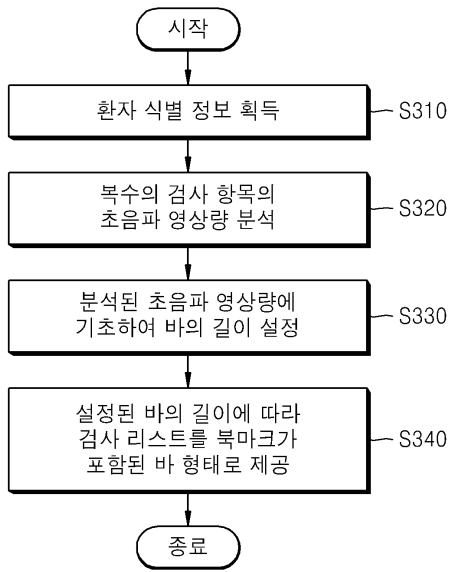 시작
환자 식별 정보 획득
S310
복수의 검사 항목의
초음파 영상량 분석
S320
분석된 초음파 영상량에
기초하여 바의 길이 설정
S330
설정된 바의 길이에 따라
검사 리스트를 북마크가
포함된 바 형태로 제공
S340
종료